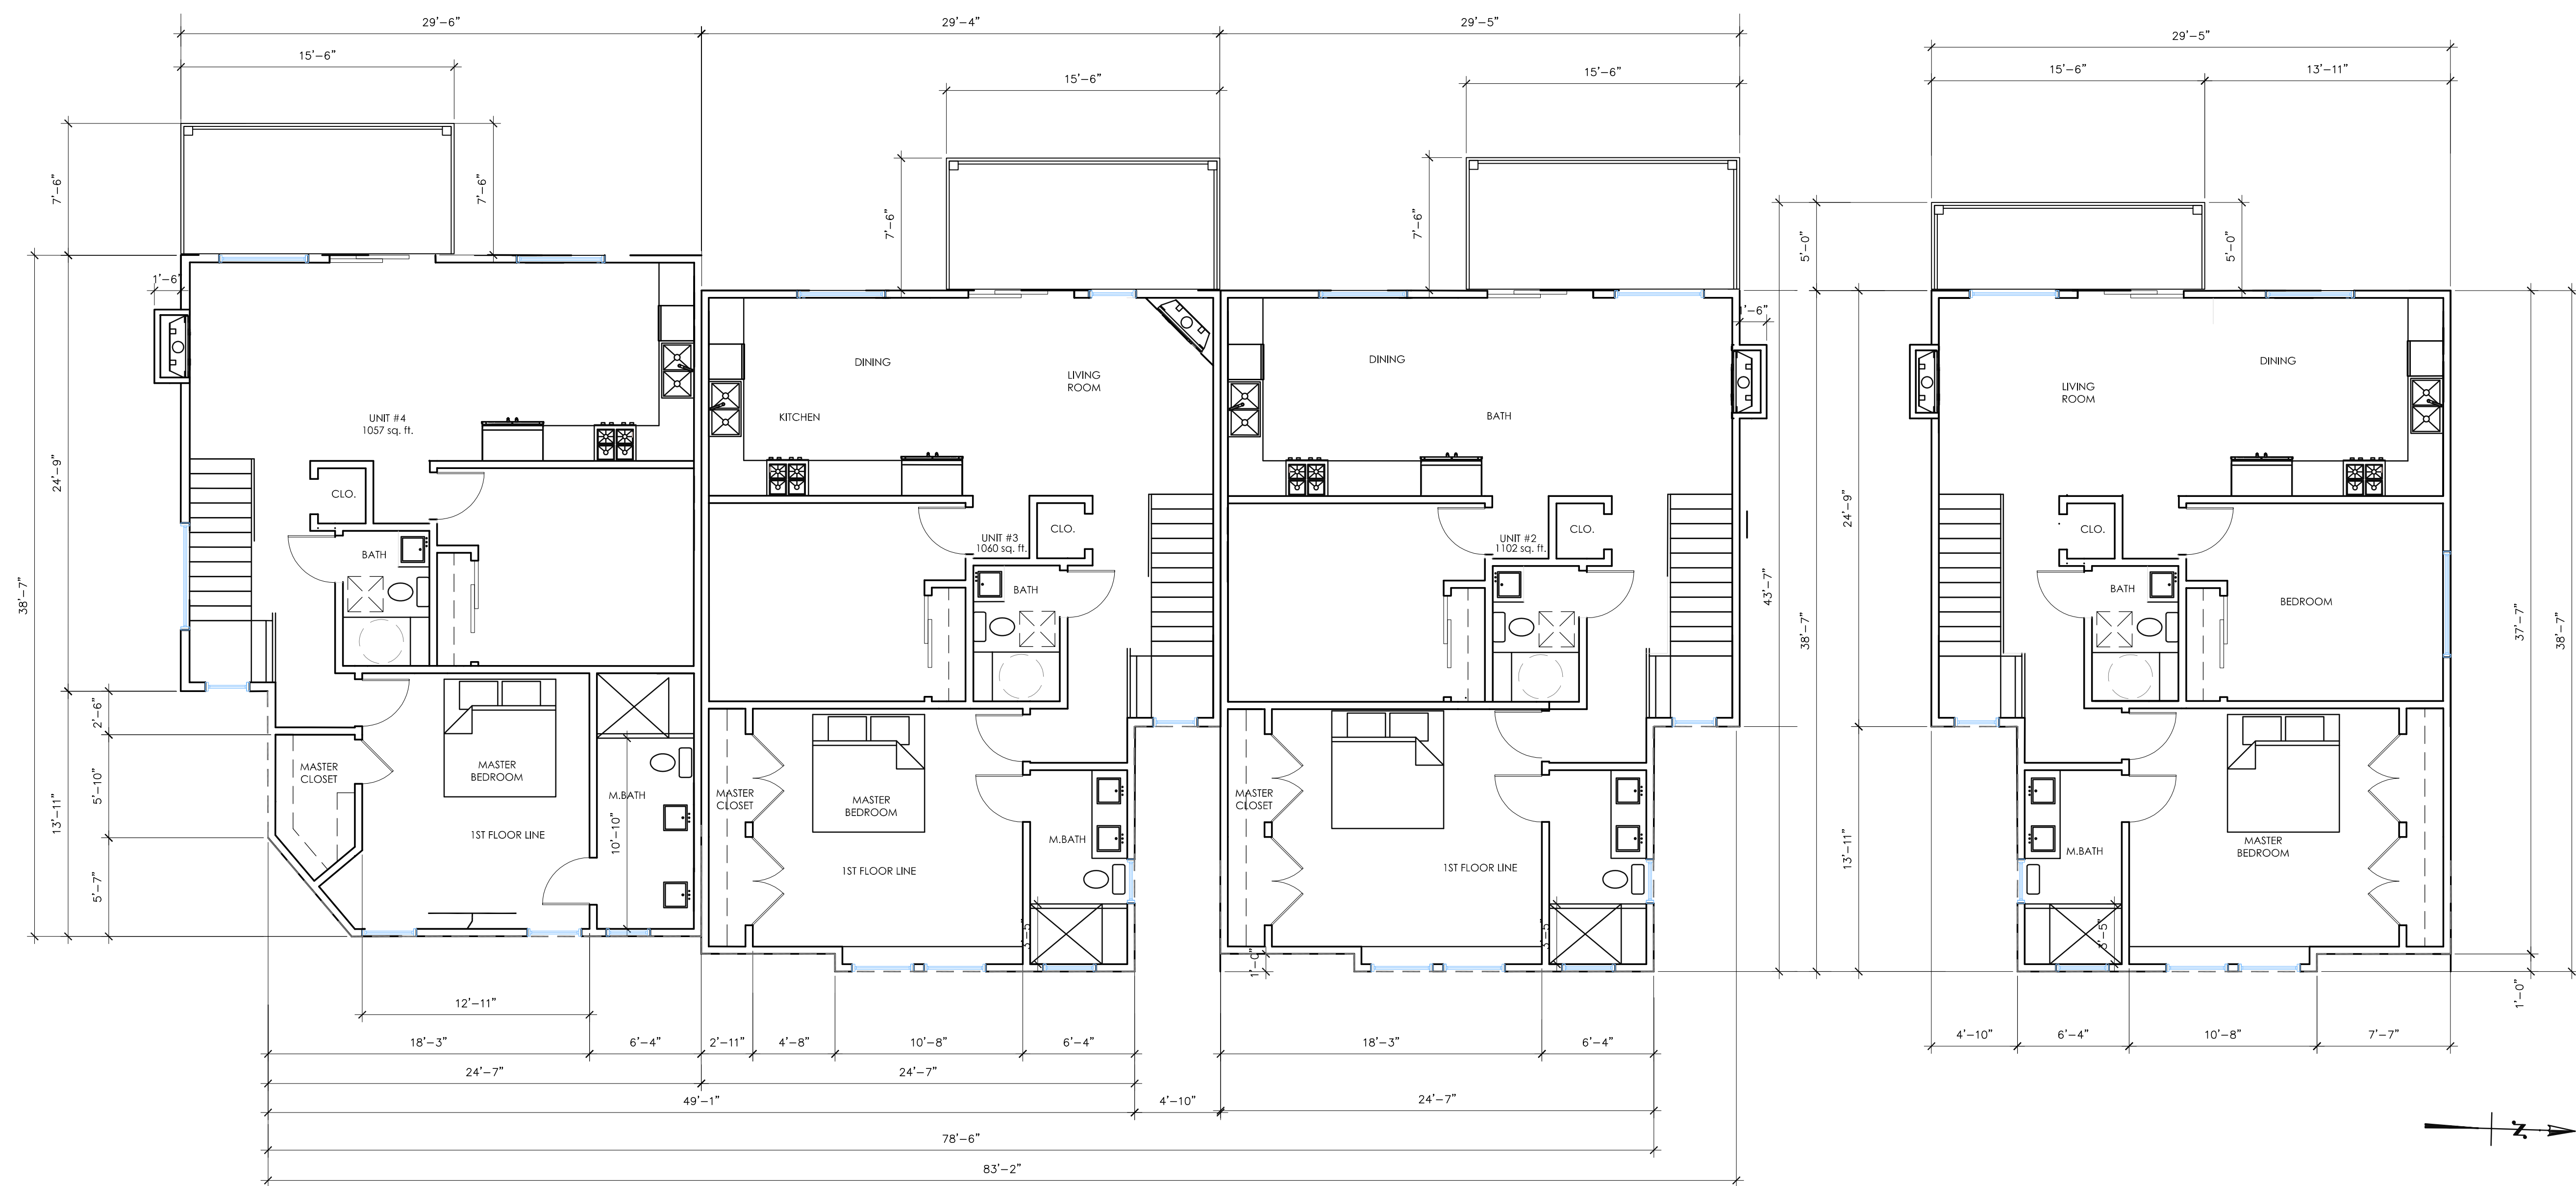 29'-6"
29'-4"
29'-5"
29'-5"
15'-6"
15'-6"
15'-6"
15'-6"
13'-11"
7'-6"
7'-6"
7'-6"
7'-6"
5'-0"
5'-0"
1'-6"
1'-6"
DINING
LIVING
ROOM
DINING
DINING
LIVING
ROOM
UNIT #4
1057 sq. ft.
KITCHEN
BATH
24'-9"
24'-9"
CLO.
CLO.
CLO.
CLO.
UNIT #3
1060 sq. ft.
UNIT #2
1102 sq. ft.
BATH
BATH
BATH
BEDROOM
38'-7"
43'-7"
38'-7"
37'-7"
38'-7"
2'-6"
5'-10"
13'-11"
5'-7"
MASTER
CLOSET
MASTER
BEDROOM
M.BATH
10'-10"
1ST FLOOR LINE
MASTER
CLOSET
MASTER
BEDROOM
M.BATH
1ST FLOOR LINE
3'-5"
MASTER
CLOSET
1ST FLOOR LINE
3'-5"
1'-0"
13'-11"
M.BATH
MASTER
BEDROOM
3'-5"
1'-0"
12'-11"
18'-3"
6'-4"
2'-11"
4'-8"
10'-8"
6'-4"
18'-3"
6'-4"
4'-10"
6'-4"
10'-8"
7'-7"
24'-7"
24'-7"
49'-1"
4'-10"
24'-7"
78'-6"
83'-2"
N